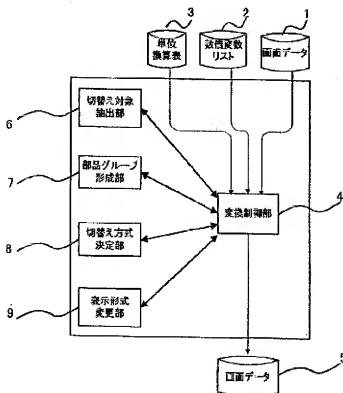 3
2
1
単位
換算表
数値変数
リスト
画面データ
切替え対象
抽出部
6
部品グループ
形成部
7
変換制御部
4
切替え方式
決定部
8
表示形式
変更部
9
画面データ
5